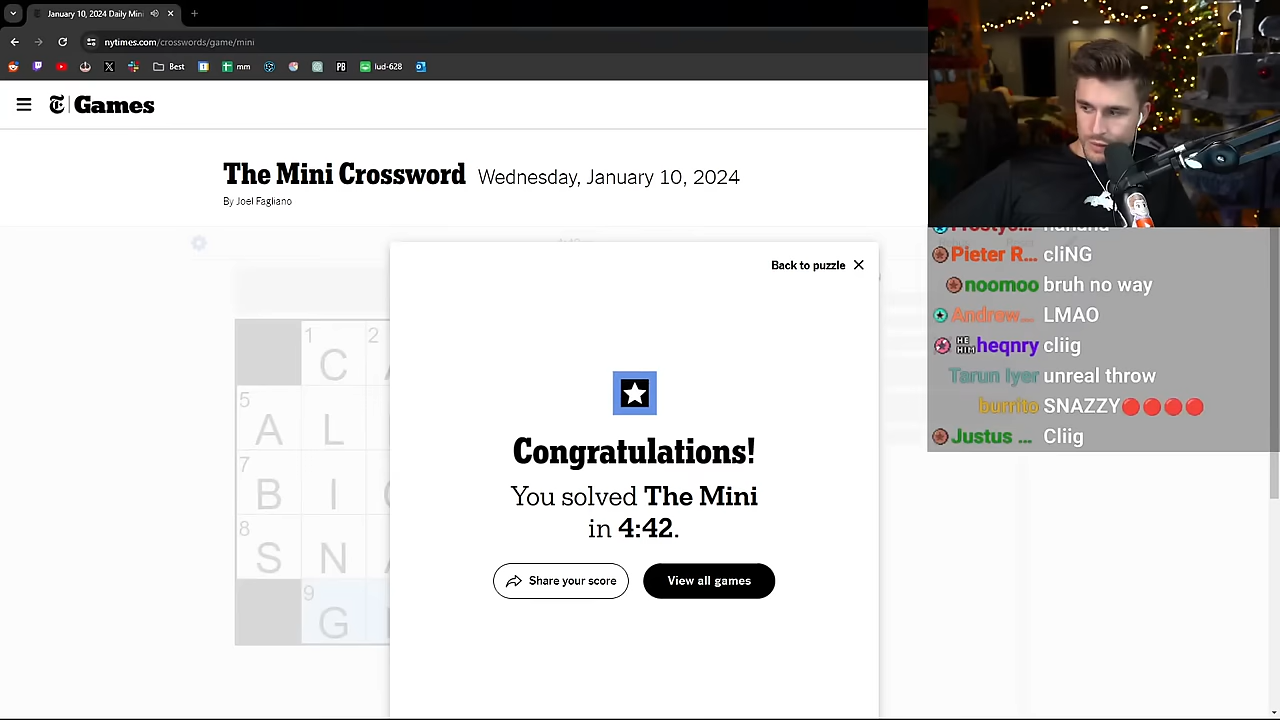 January 10, 2024 Daily Mini
nytimes.com/crosswords/game/mini
Best
mm
iud-628
Games
The Mini Crossword Wednesday, January 10, 2024
By Joel Fagliano
Back to puzzle
1 C 2
5 A L
7 B I
8 S N
9 G
Congratulations!
You solved The Mini
in 4:42.
Share your score
View all games
Pieter R... cliNG
noomoo bruh no way
Andrew... LMAO
HE HIM heqnry cliig
Tarun Iyer unreal throw
burrito SNAZZY
Justus ... Cliig